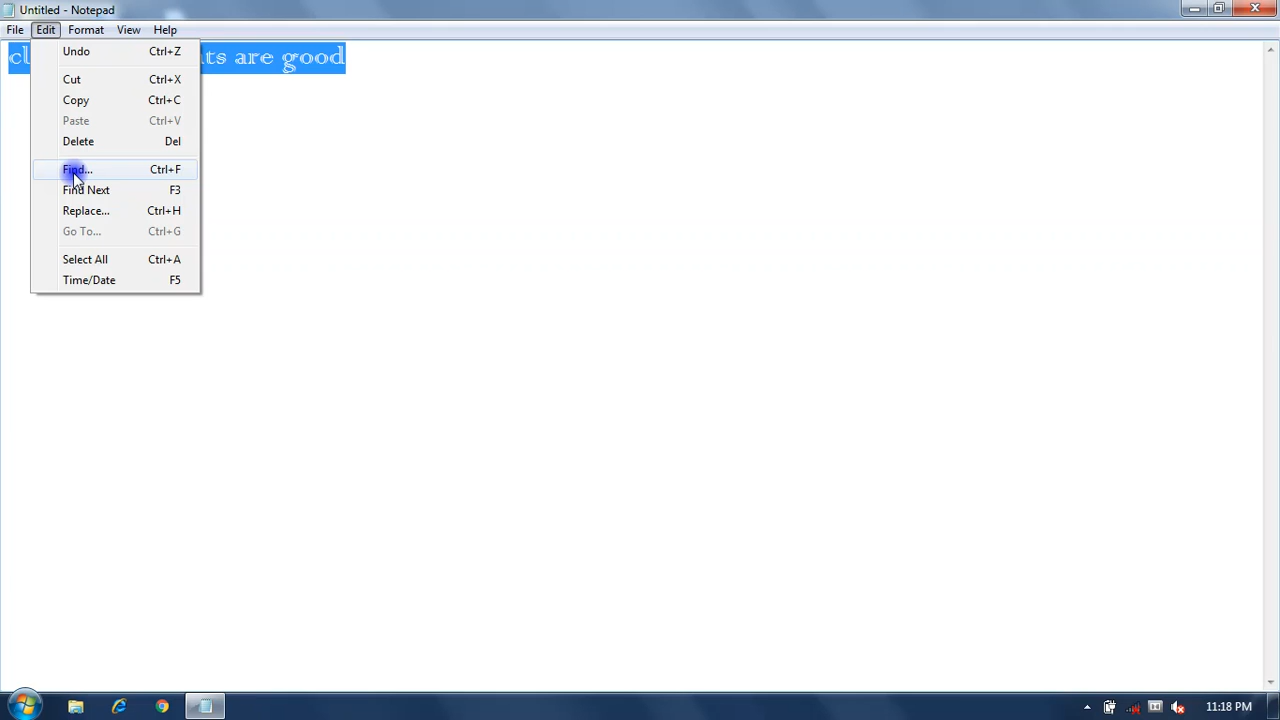 Untitled - Notepad
File Edit Format View Help
are good
Undo Ctrl+Z
Cut Ctrl+X
Copy Ctrl+C
Paste Ctrl+V
Delete Del
Find... Ctrl+F
Find Next F3
Replace... Ctrl+H
Go To... Ctrl+G
Select All Ctrl+A
Time/Date F5
11:18 PM